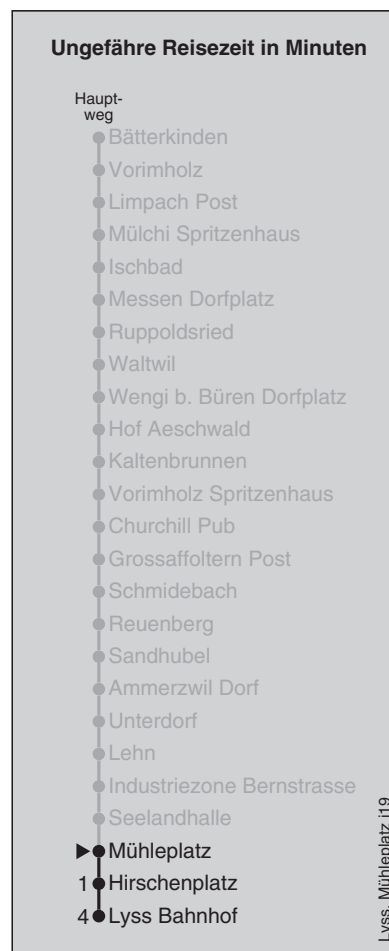 Ungefähre Reisezeit in Minuten
Haupt-
weg
Bätterkinden
Vorimholz
Limpach Post
Mülchi Spritzenhaus
Ischbad
Messen Dorfplatz
Ruppoldsried
Waltwil
Wengi b. Büren Dorfplatz
Hof Aeschwald
Kaltenbrunnen
Vorimholz Spritzenhaus
Churchill Pub
Grossaffoltern Post
Schmidebach
Reuenberg
Sandhubel
Ammerzwil Dorf
Unterdorf
Lehn
Industriezone Bernstrasse
Seelandhalle
Mühleplatz
1 Hirschenplatz
4 Lyss Bahnhof
Lyss, Mühleplatz j19